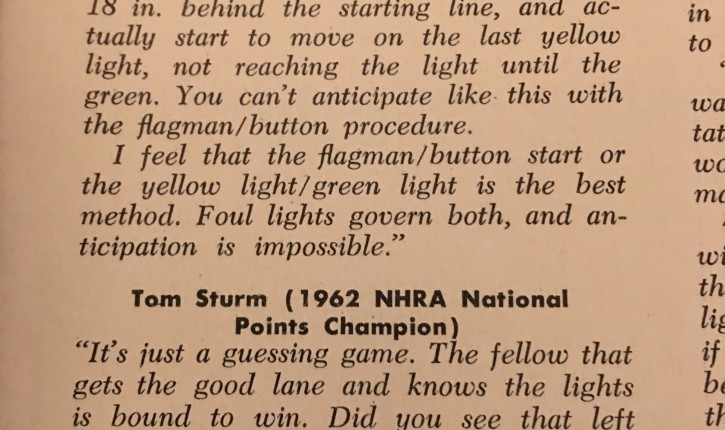 18 in. behind the starting line, and ac-
tually start to move on the last yellow
light, not reaching the light until the
green. You can't anticipate like this with
the flagman/button procedure.
I feel that the flagman/button start or
the yellow light/green light is the best
method. Foul lights govern both, and an-
ticipation is impossible."
Tom Sturm (1962 NHRA National
Points Champion)
"It's just a guessing game. The fellow that
gets the good lane and knows the lights
is bound to win. Did you see that left
in
to
if